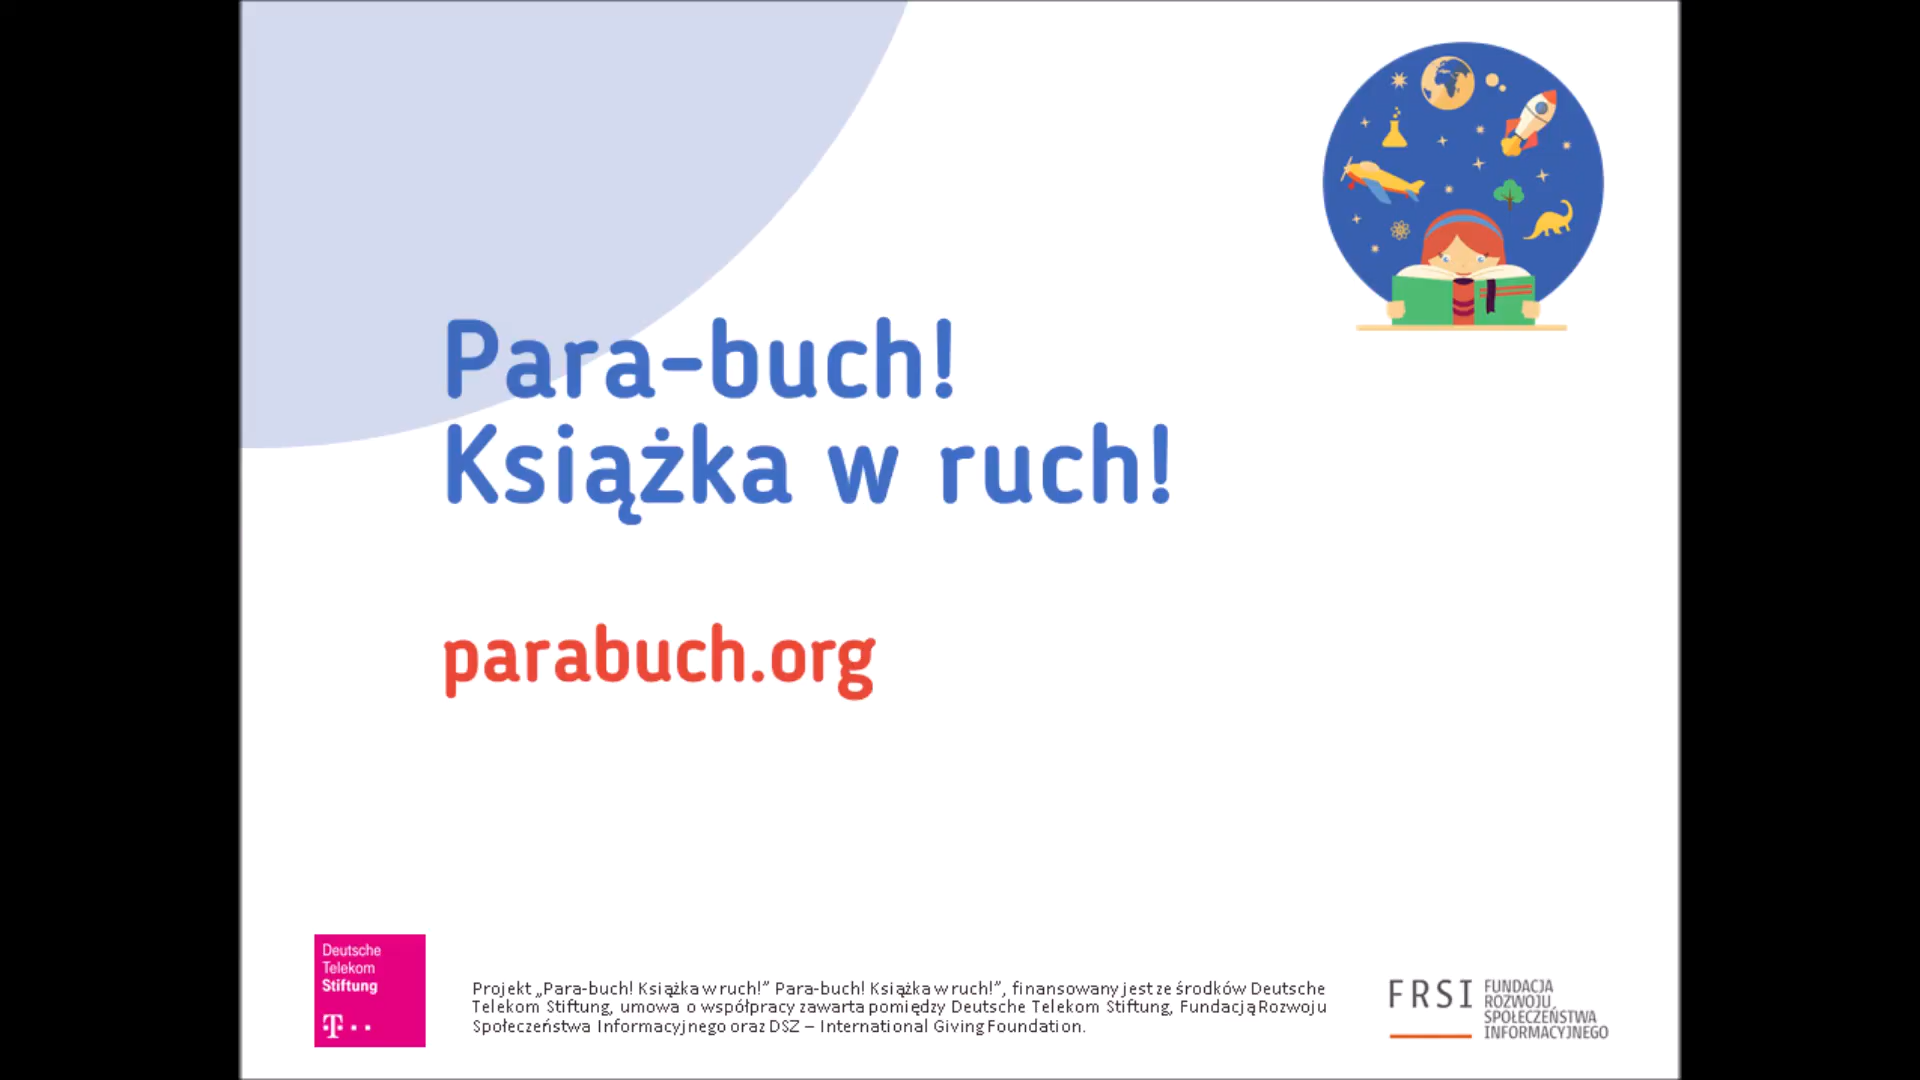 Para-buch!
Książka w ruch!
parabuch.org
Deutsche
Telekom
Stiftung
T
Projekt „Para-buch! Książka w ruch!” Para-buch! Książka w ruch!”, finansowany jest ze środków Deutsche
Telekom Stiftung, umowa o współpracy zawarta pomiędzy Deutsche Telekom Stiftung, Fundacją Rozwoju
Społeczeństwa Informacyjnego oraz DSZ – International Giving Foundation.
FRSI
FUNDACJA
ROZWOJU
SPOŁECZEŃSTWA
INFORMACYJNEGO